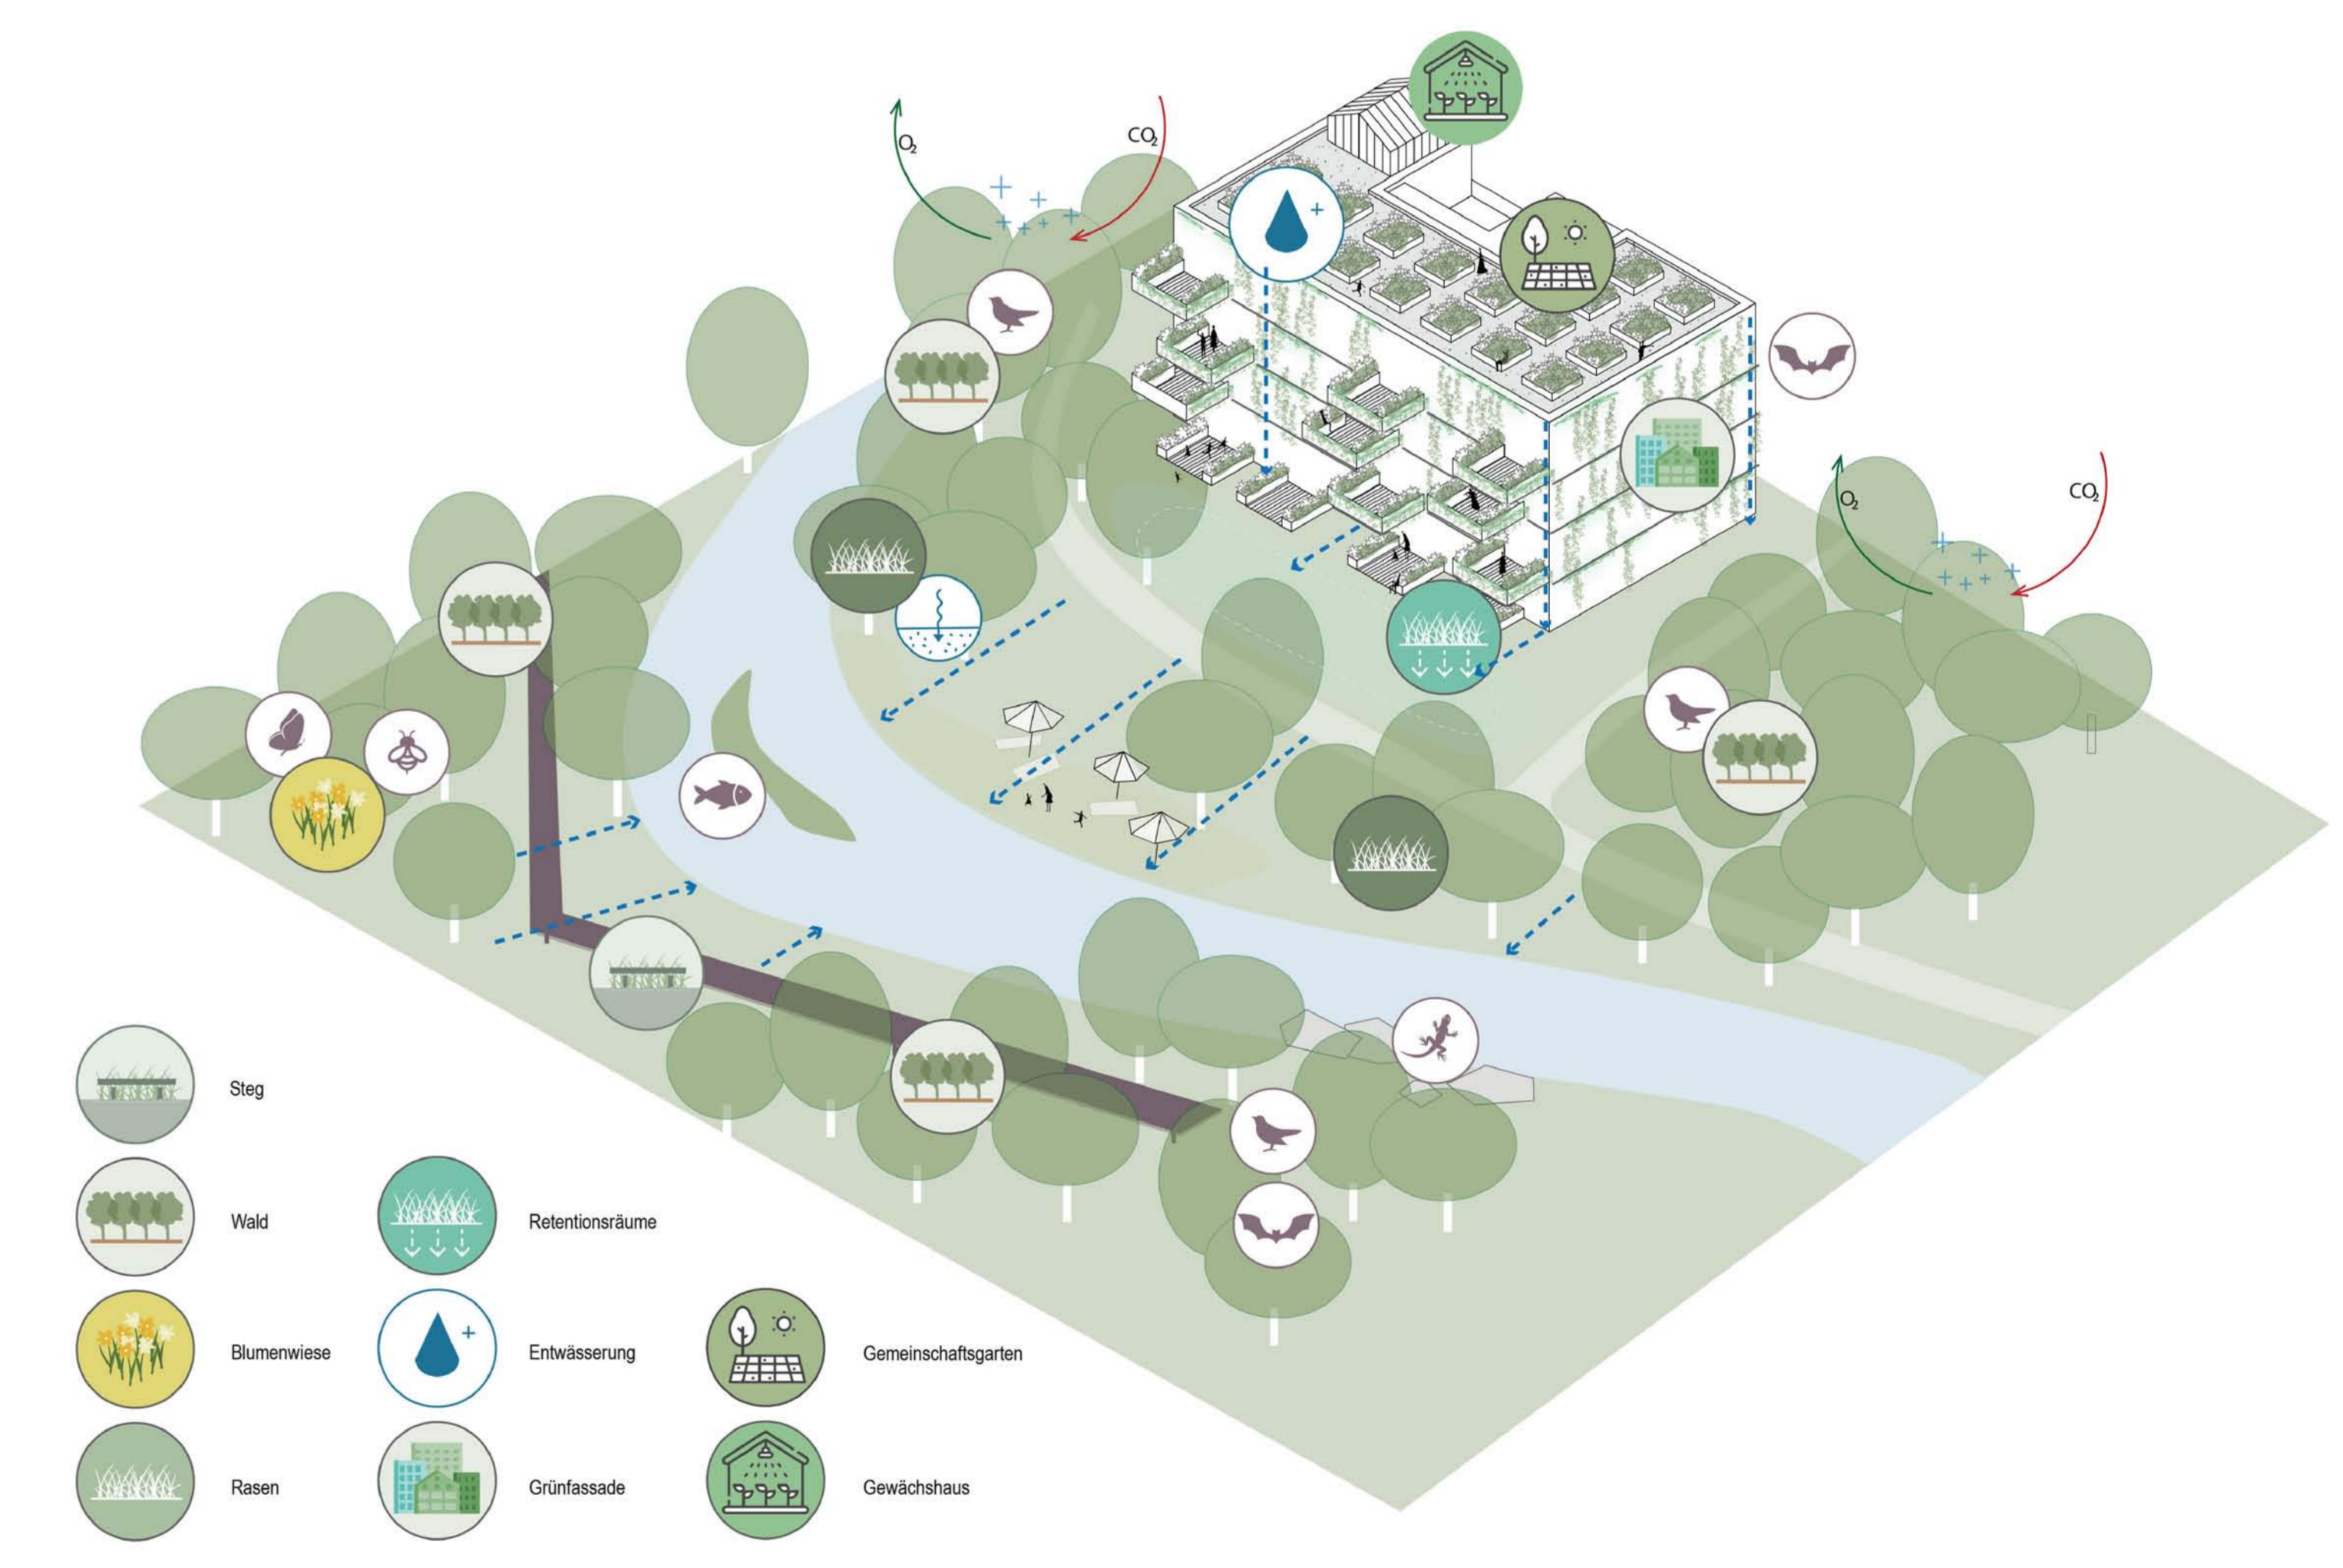 O₂
CO₂
O₂
CO₂
Steg
Wald
Retentionsräume
Blumenwiese
Entwässerung
Gemeinschaftsgarten
Rasen
Grünfassade
Gewächshaus